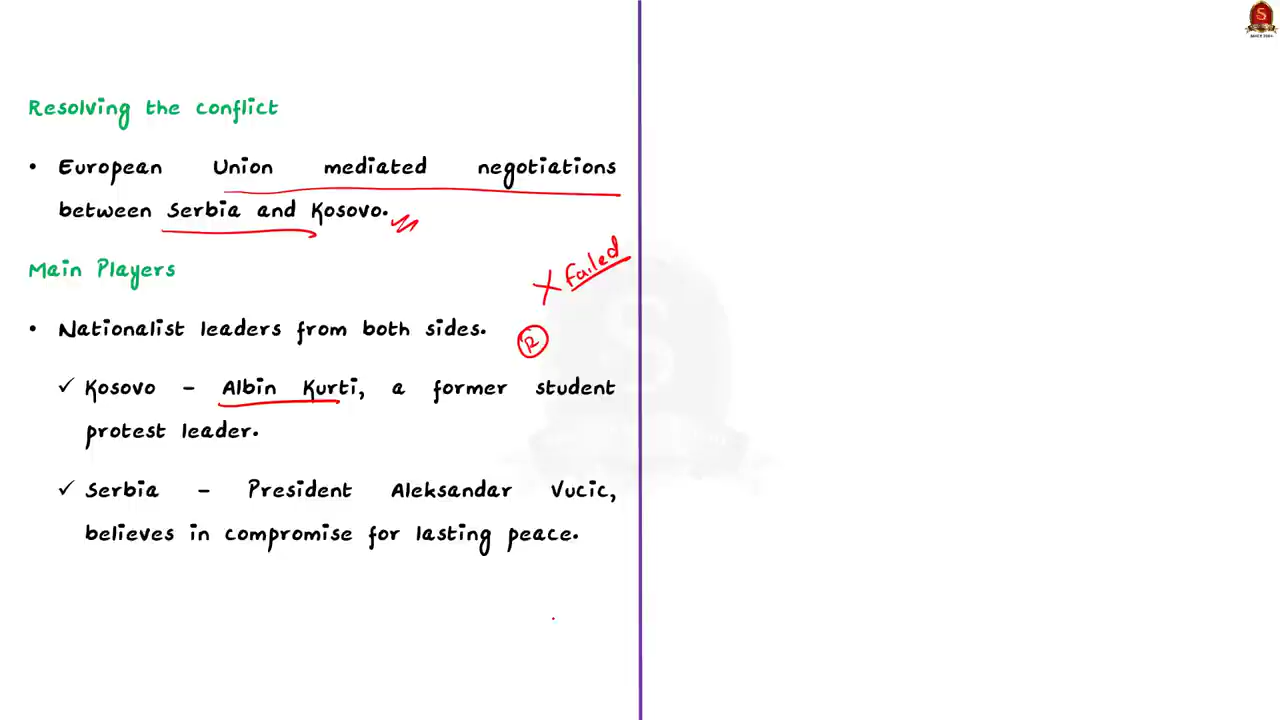 Resolving the conflict
• European Union mediated negotiations
between Serbia and Kosovo.
Failed
Main Players
• Nationalist leaders from both sides.
R
✓ Kosovo - Albin Kurti, a former student
protest leader.
✓ Serbia - President Aleksandar Vucic,
believes in compromise for lasting peace.
S